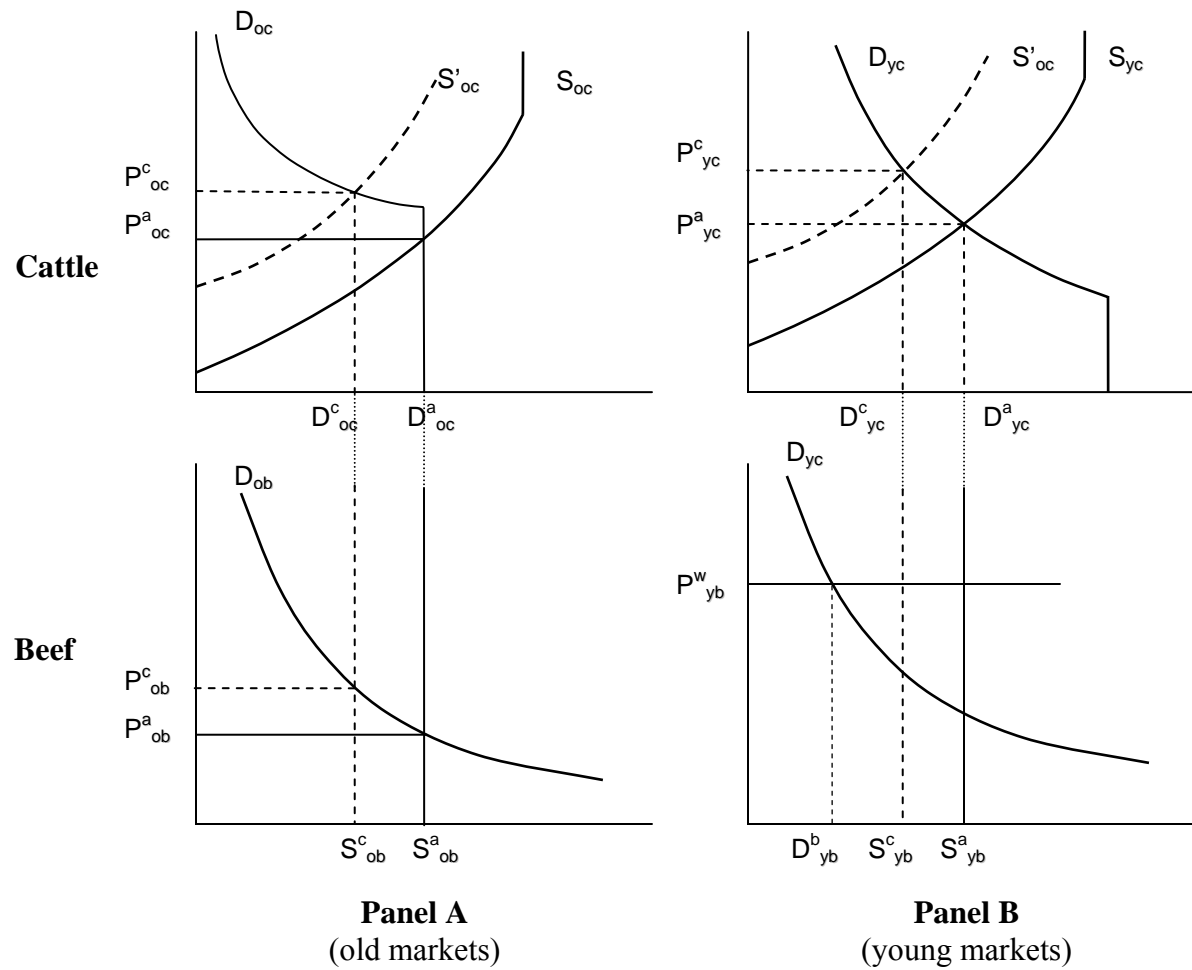 D_oc
S'_oc
S_oc
P^c_oc
P^a_oc
D^c_oc
D^a_oc
D_yc
S'_oc
S_yc
P^c_yc
P^a_yc
D^c_yc
D^a_yc
Cattle
D_ob
P^c_ob
P^a_ob
S^c_ob
S^a_ob
D_yc
P^w_yb
D^b_yb
S^c_yb
S^a_yb
Beef
Panel A
(old markets)
Panel B
(young markets)